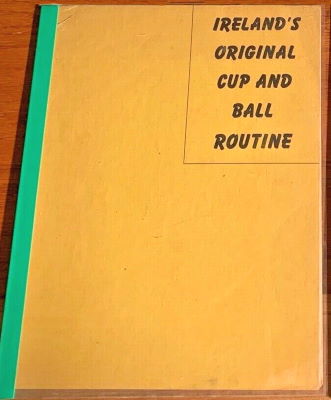 IRELAND'S
ORIGINAL
CUP AND
BALL
ROUTINE